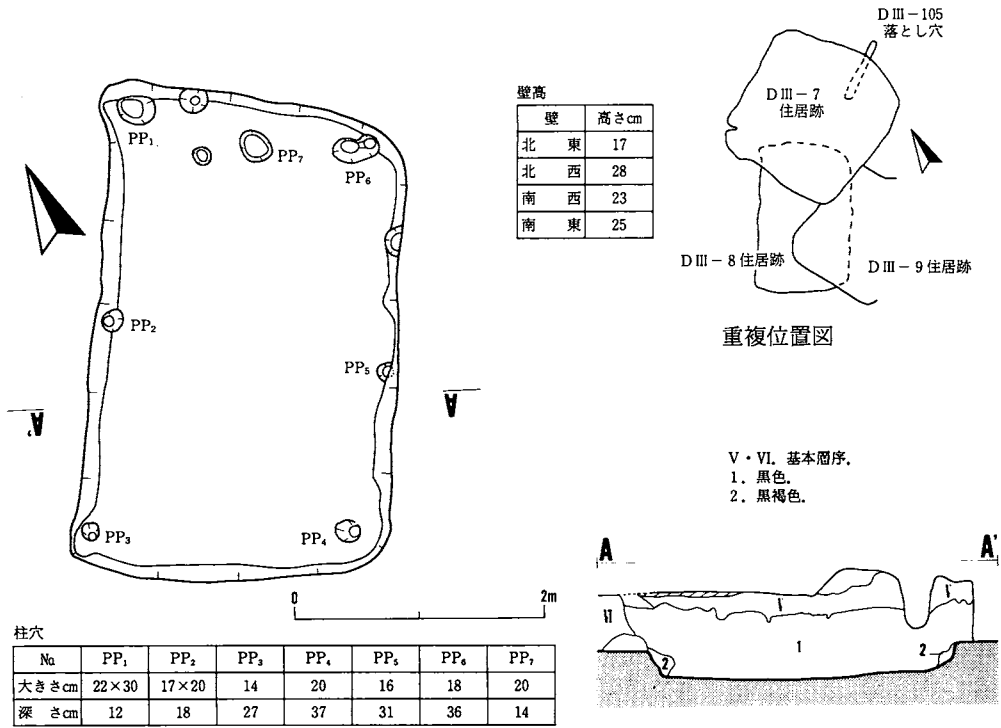 PP₁
PP₇
PP₆
PP₂
PP₅
PP₃
PP₄
A
A'
0 2m
壁高
壁 高さcm
北東 17
北西 28
南西 23
南東 25
DⅢ-105
落とし穴
DⅢ-7
住居跡
DⅢ-8住居跡
DⅢ-9住居跡
重複位置図
Ⅴ・Ⅵ. 基本層序.
1. 黒色.
2. 黒褐色.
A A'
Ⅵ
Ⅴ
Ⅴ
1
2
2
柱穴
№ PP₁ PP₂ PP₃ PP₄ PP₅ PP₆ PP₇
大きさcm 22×30 17×20 14 20 16 18 20
深さcm 12 18 27 37 31 36 14